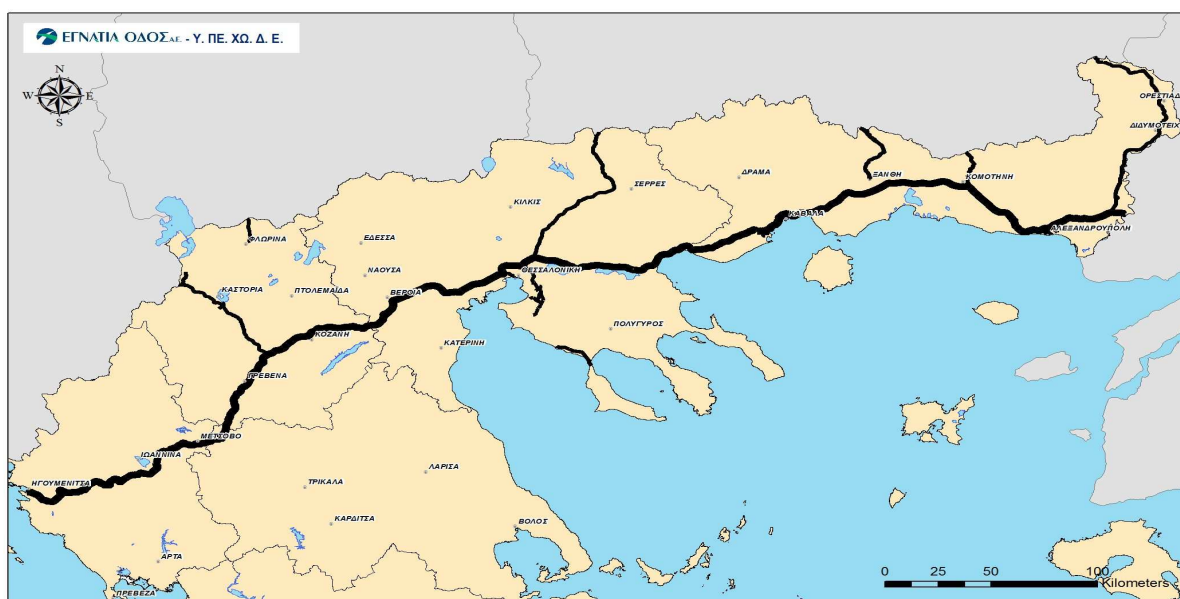 ΕΓΝΑΤΙΑ ΟΔΟΣ Α.Ε. - Υ. ΠΕ. ΧΩ. Δ. Ε.
N
W E
S
ΟΡΕΣΤΙΑΔ
ΔΙΔΥΜΟΤΕΙΧ
ΔΡΑΜΑ
ΞΑΝΘΗ
ΚΟΜΟΤΗΝΗ
ΣΕΡΡΕΣ
ΚΙΛΚΙΣ
ΚΑΒΑΛΑ
ΑΛΕΞΑΝΔΡΟΥΠΟΛΗ
ΦΛΩΡΙΝΑ
ΕΔΕΣΣΑ
ΝΑΟΥΣΑ
ΘΕΣΣΑΛΟΝΙΚΗ
ΚΑΣΤΟΡΙΑ
ΠΤΟΛΕΜΑΪΔΑ
ΒΕΡΟΙΑ
ΠΟΛΥΓΥΡΟΣ
ΚΟΖΑΝΗ
ΚΑΤΕΡΙΝΗ
ΓΡΕΒΕΝΑ
ΜΕΤΣΟΒΟ
ΙΩΑΝΝΙΝΑ
ΛΑΡΙΣΑ
ΗΓΟΥΜΕΝΙΤΣΑ
ΤΡΙΚΑΛΑ
ΚΑΡΔΙΤΣΑ
ΒΟΛΟΣ
ΑΡΤΑ
0 25 50 100
Kilometers
ΠΡΕΒΕΖΑ